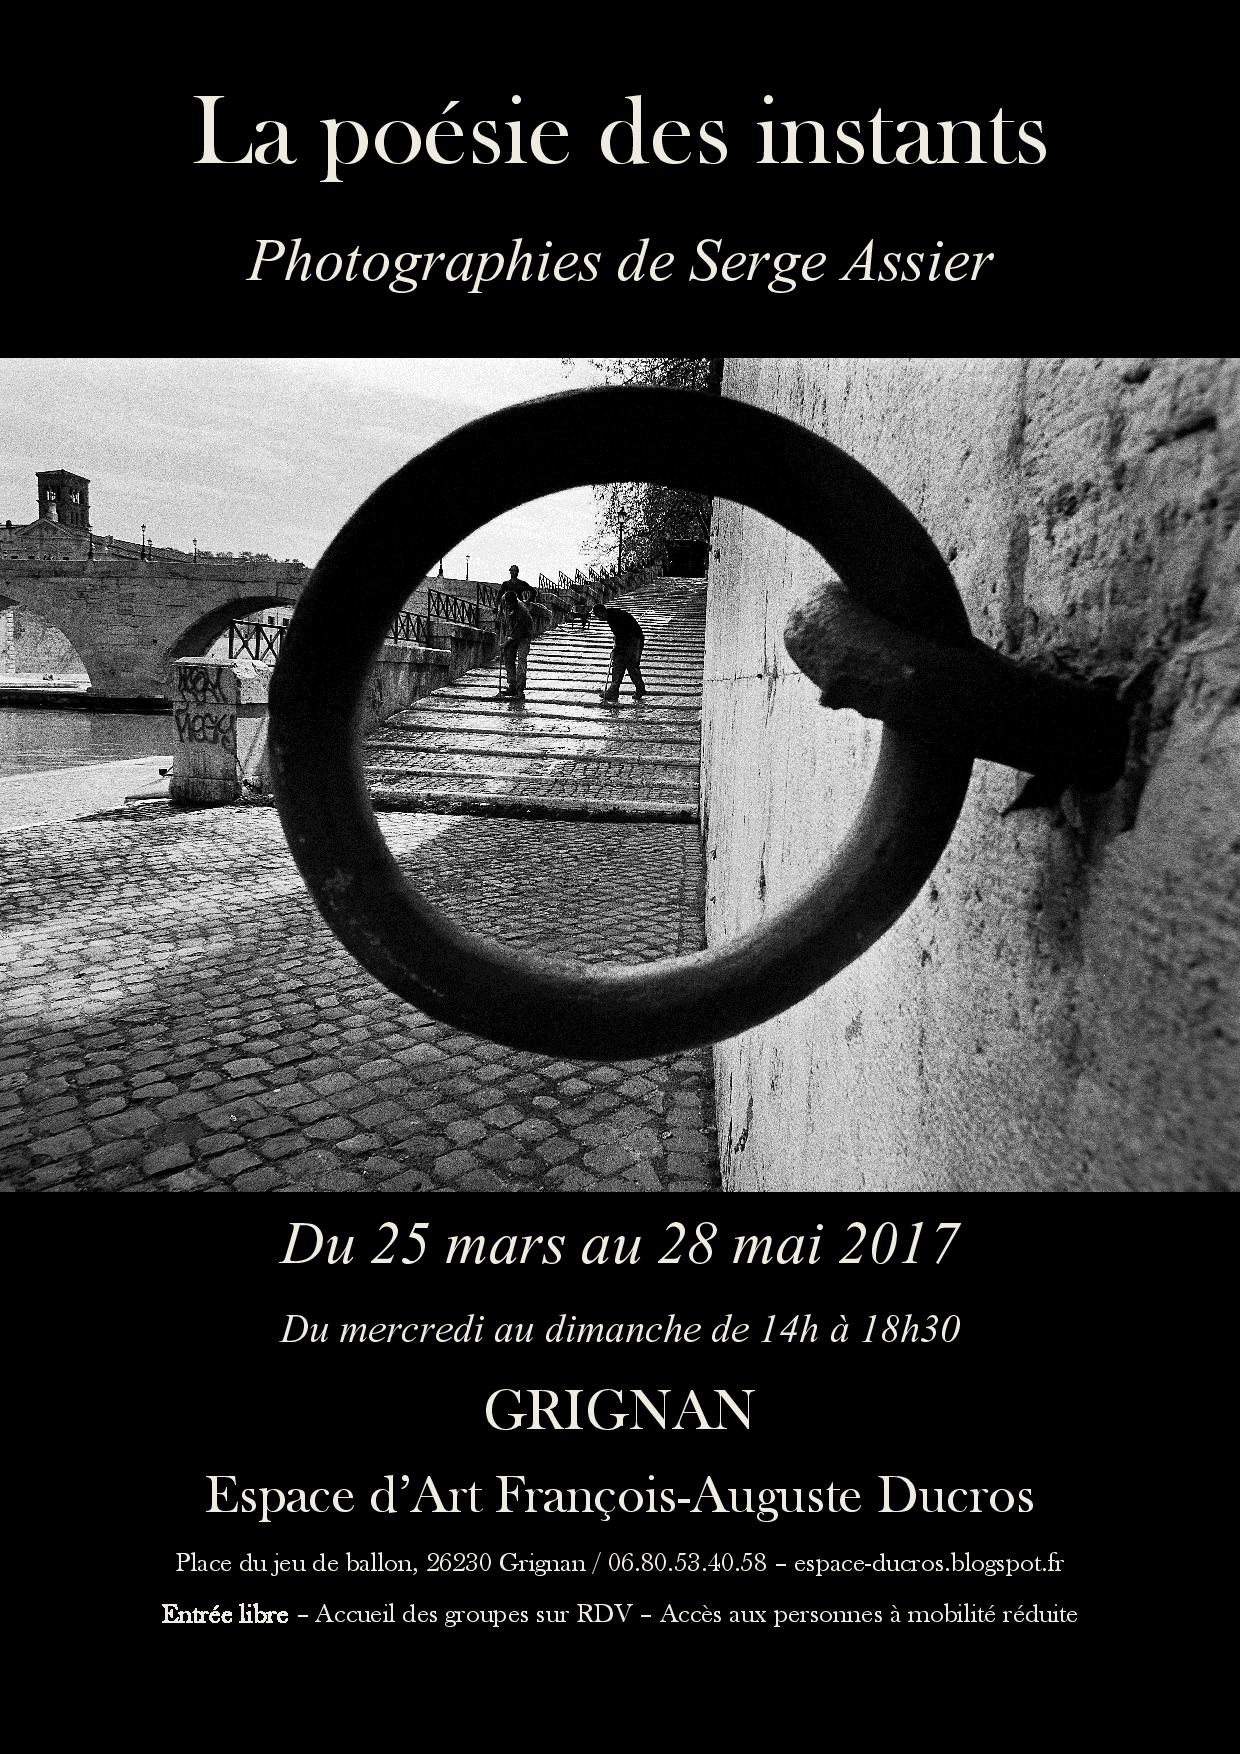 La poésie des instants
Photographies de Serge Assier
Du 25 mars au 28 mai 2017
Du mercredi au dimanche de 14h à 18h30
GRIGNAN
Espace d’Art François-Auguste Ducros
Place du jeu de ballon, 26230 Grignan / 06.80.53.40.58 – espace-ducros.blogspot.fr
Entrée libre – Accueil des groupes sur RDV – Accès aux personnes à mobilité réduite